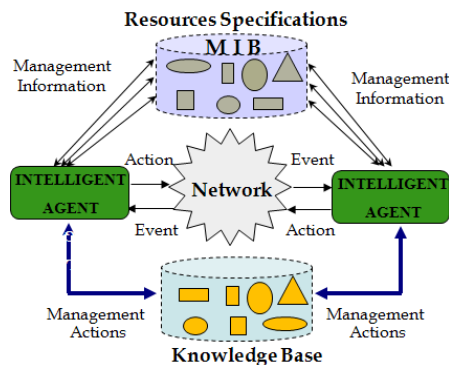 Resources Specifications
M I B
Management
Information
Management
Information
Action
Event
INTELLIGENT
AGENT
Network
INTELLIGENT
AGENT
Event
Action
Management
Actions
Management
Actions
Knowledge Base